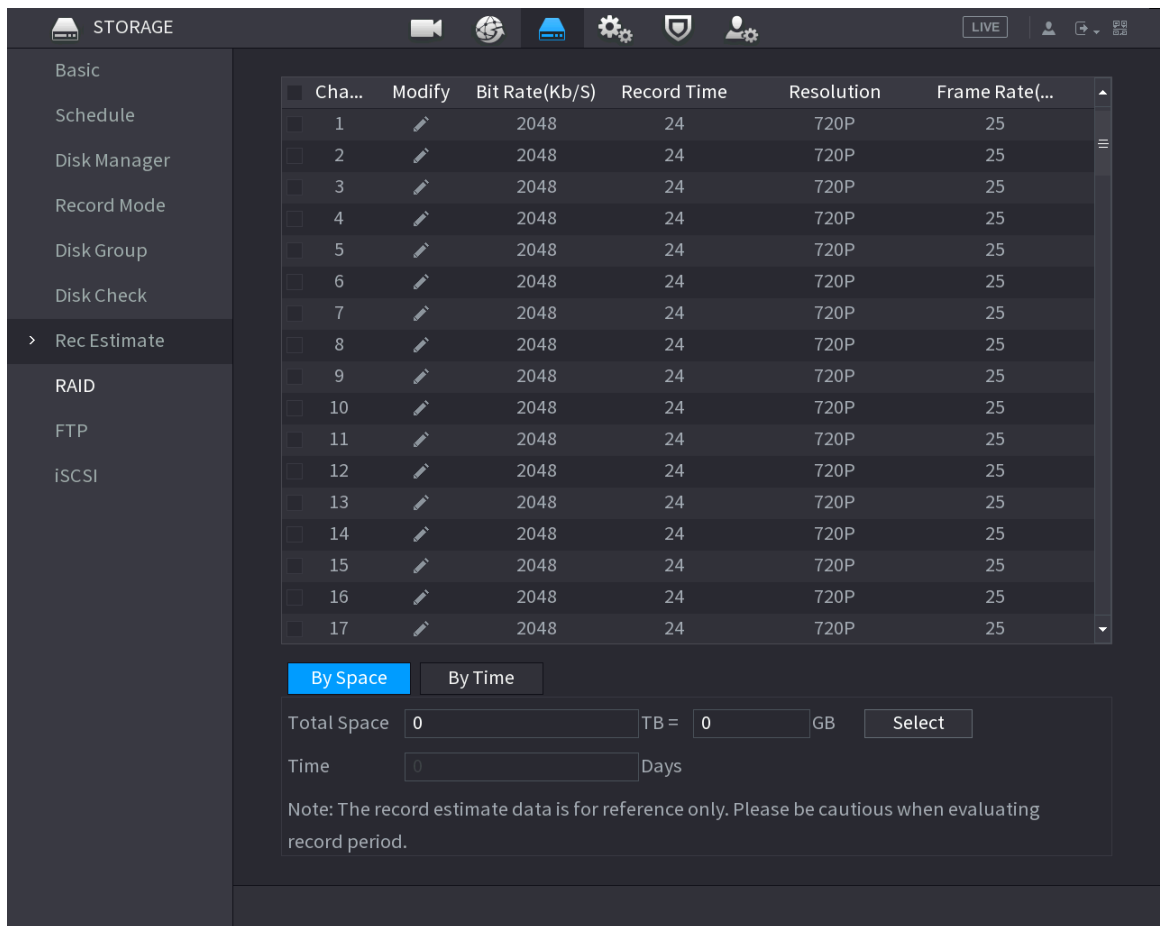 STORAGE LIVE
Basic
Schedule
Disk Manager
Record Mode
Disk Group
Disk Check
Rec Estimate
RAID
FTP
iSCSI
Cha... Modify Bit Rate(Kb/S) Record Time Resolution Frame Rate(...
1 2048 24 720P 25
2 2048 24 720P 25
3 2048 24 720P 25
4 2048 24 720P 25
5 2048 24 720P 25
6 2048 24 720P 25
7 2048 24 720P 25
8 2048 24 720P 25
9 2048 24 720P 25
10 2048 24 720P 25
11 2048 24 720P 25
12 2048 24 720P 25
13 2048 24 720P 25
14 2048 24 720P 25
15 2048 24 720P 25
16 2048 24 720P 25
17 2048 24 720P 25
By Space By Time
Total Space 0 TB = 0 GB Select
Time 0 Days
Note: The record estimate data is for reference only. Please be cautious when evaluating
record period.